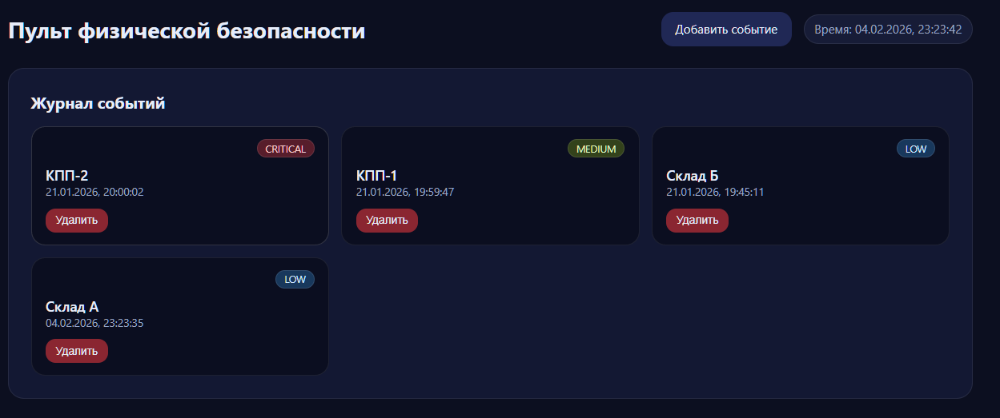 Пульт физической безопасности
Добавить событие
Время: 04.02.2026, 23:23:42
Журнал событий
CRITICAL
КПП-2
21.01.2026, 20:00:02
Удалить
MEDIUM
КПП-1
21.01.2026, 19:59:47
Удалить
LOW
Склад Б
21.01.2026, 19:45:11
Удалить
LOW
Склад А
04.02.2026, 23:23:35
Удалить